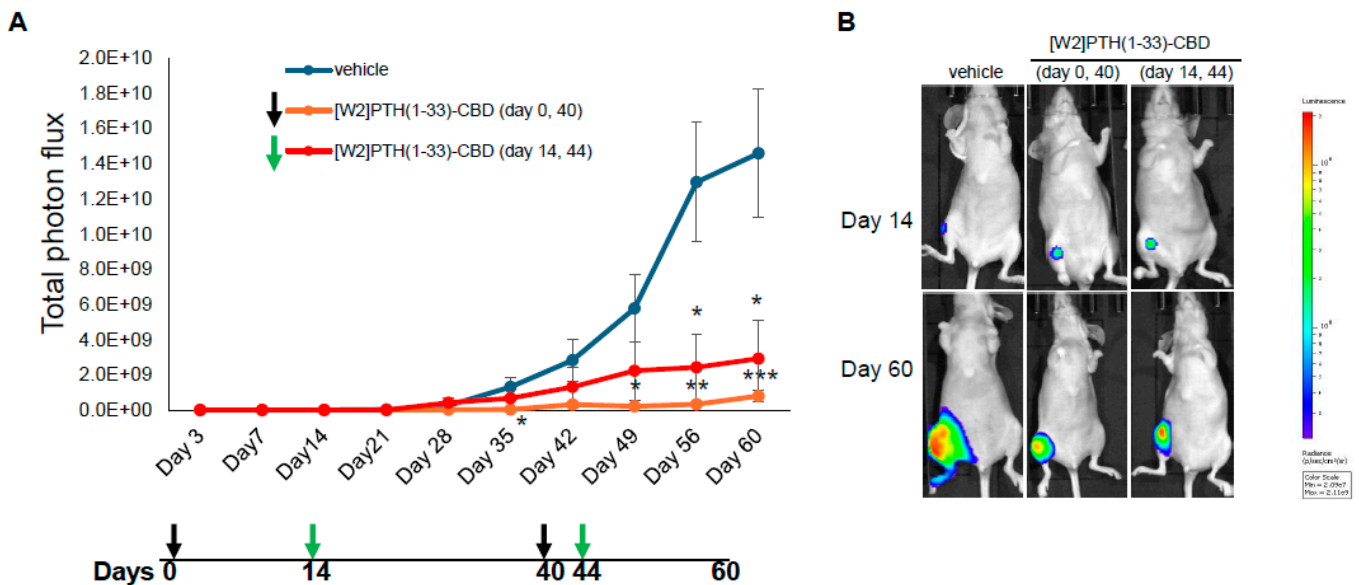 A
Total photon flux
2.0E+10
1.8E+10
1.6E+10
1.4E+10
1.2E+10
1.0E+10
8.0E+09
6.0E+09
4.0E+09
2.0E+09
0.0E+00
vehicle
[W2]PTH(1-33)-CBD (day 0, 40)
[W2]PTH(1-33)-CBD (day 14, 44)
* *
* ** ***
*
Day 3 Day7 Day14 Day21 Day 28 Day 35 Day 42 Day 49 Day 56 Day 60
Days 0 14 40 44 60
B
[W2]PTH(1-33)-CBD
vehicle (day 0, 40) (day 14, 44)
Day 14
Day 60
Luminescence
Radiance
(p/sec/cm²/sr)
Color Scale
Min = 2.09e7
Max = 2.11e9